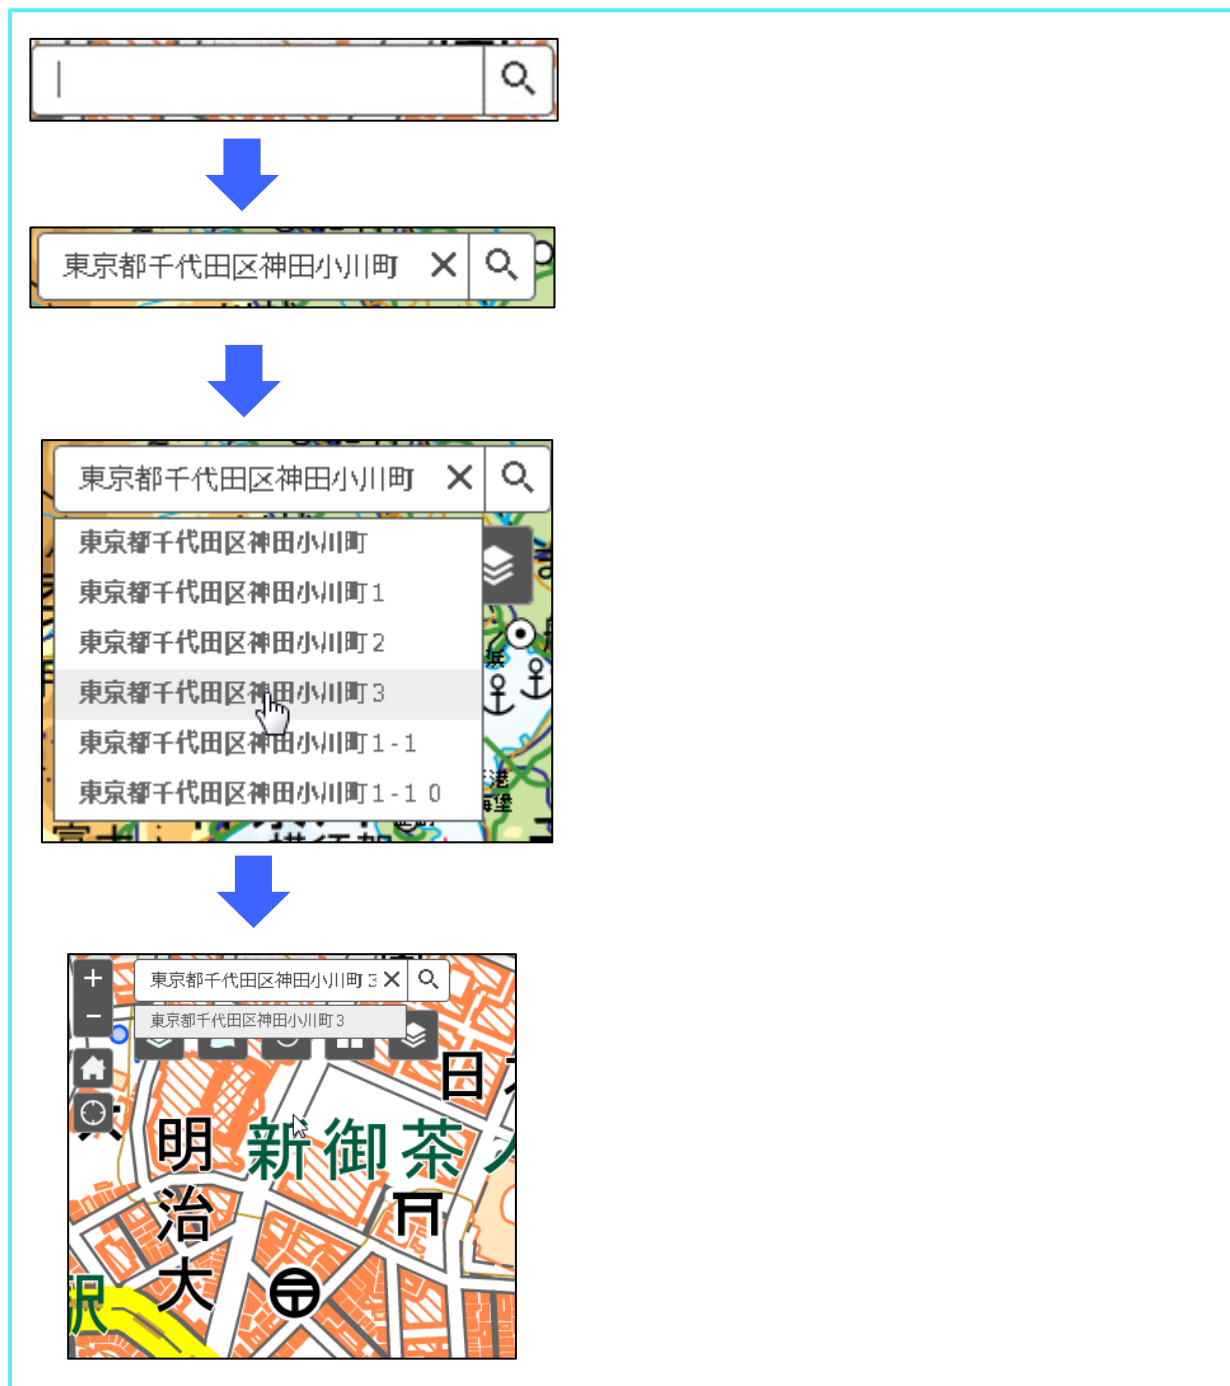 東京都千代田区神田小川町
東京都千代田区神田小川町
東京都千代田区神田小川町
東京都千代田区神田小川町1
東京都千代田区神田小川町2
東京都千代田区神田小川町3
東京都千代田区神田小川町1-1
東京都千代田区神田小川町1-10
東京都千代田区神田小川町3
東京都千代田区神田小川町3
日
新御茶
明治大